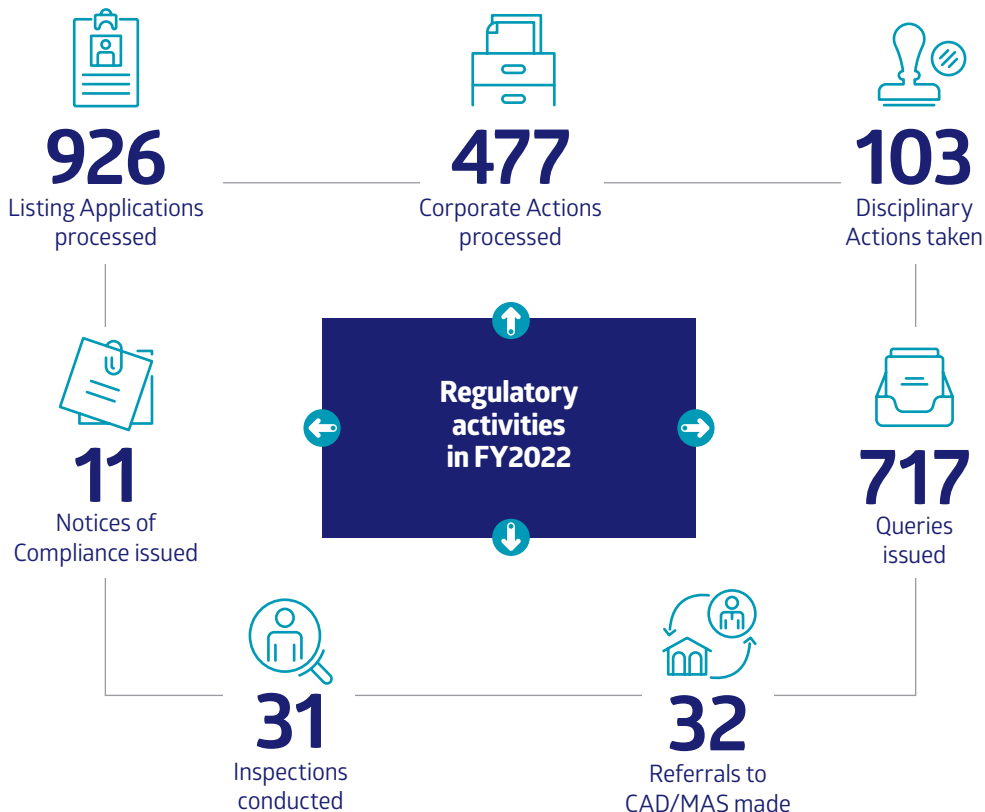 926
Listing Applications
processed
477
Corporate Actions
processed
103
Disciplinary
Actions taken
Regulatory
activities
in FY2022
11
Notices of
Compliance issued
717
Queries
issued
31
Inspections
conducted
32
Referrals to
CAD/MAS made